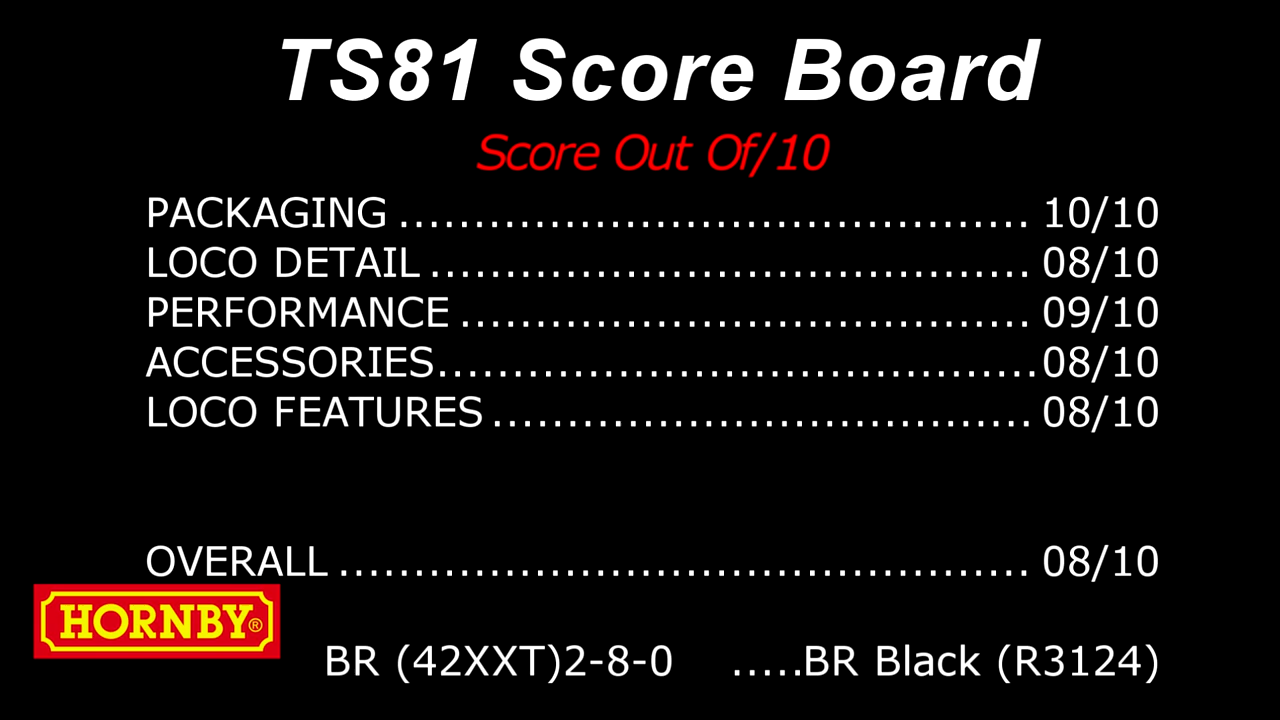 TS81 Score Board
Score Out Of/10
PACKAGING .......................................... 10/10
LOCO DETAIL ........................................ 08/10
PERFORMANCE ...................................... 09/10
ACCESSORIES........................................ 08/10
LOCO FEATURES .................................... 08/10
OVERALL .............................................. 08/10
HORNBY®
BR (42XXT)2-8-0 .....BR Black (R3124)